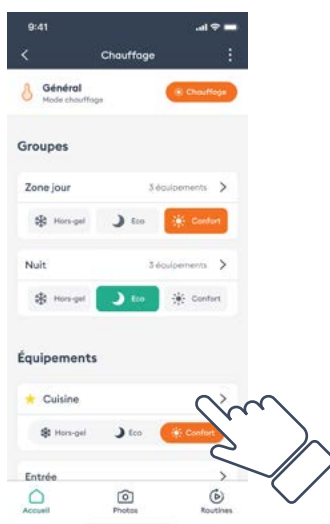 9:41
Chauffage
Général
Mode chauffage
Chauffage
Groupes
Zone jour 3 équipements
Hors-gel Eco Confort
Nuit 3 équipements
Hors-gel Eco Confort
Équipements
Cuisine
Hors-gel Eco Confort
Entrée
Accueil Photos Routines